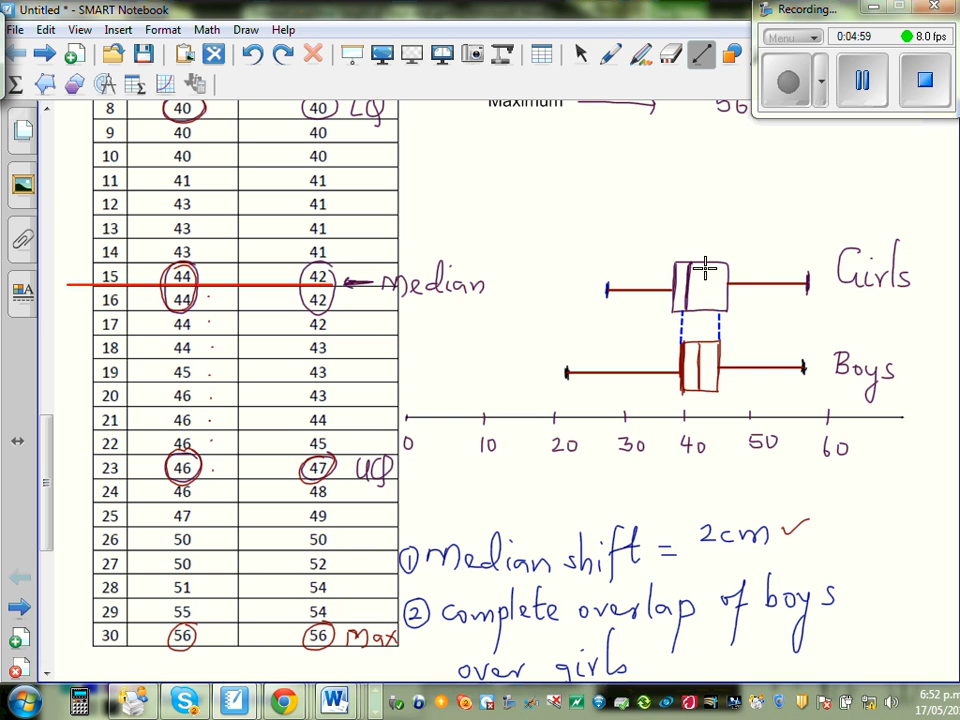 Untitled * - SMART Notebook
Recording...
File Edit View Insert Format Table Math Draw Help
Menu
0:04:59
8.0 fps
8 40 40 LQ
Maximum 56
9 40 40
10 40 40
11 41 41
12 43 41
13 43 41
14 43 41
15 44 42
Median
Girls
16 44 42
17 44 42
18 44 43
19 45 43
Boys
20 46 43
21 46 44
22 46 45
0 10 20 30 40 50 60
23 46 47 UQ
24 46 48
25 47 49
26 50 50
27 50 52
28 51 54
29 55 54
30 56 56 Max
① Median shift = 2cm ✓
② complete overlap of boys
over girls
6:52 p.m
17/05/20